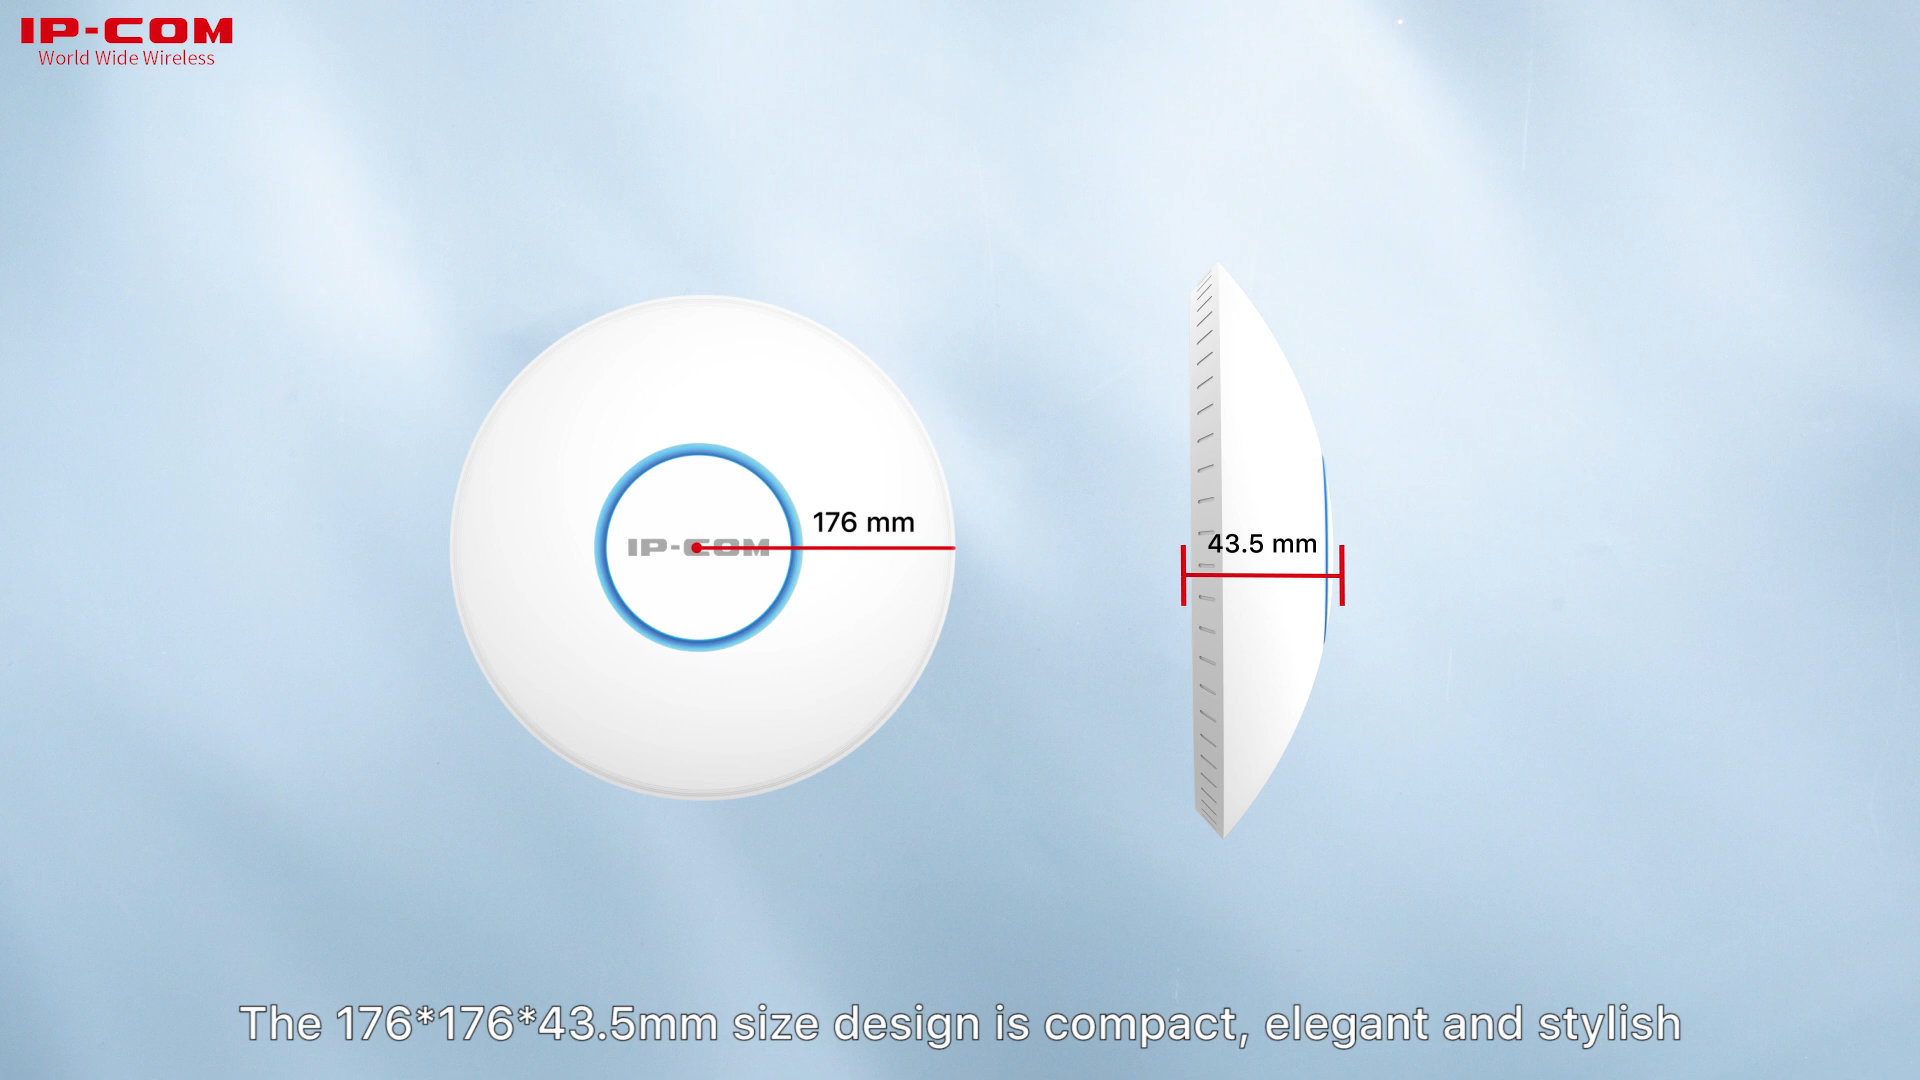 IP-COM
World Wide Wireless
IP-COM
176 mm
43.5 mm
The 176*176*43.5mm size design is compact, elegant and stylish